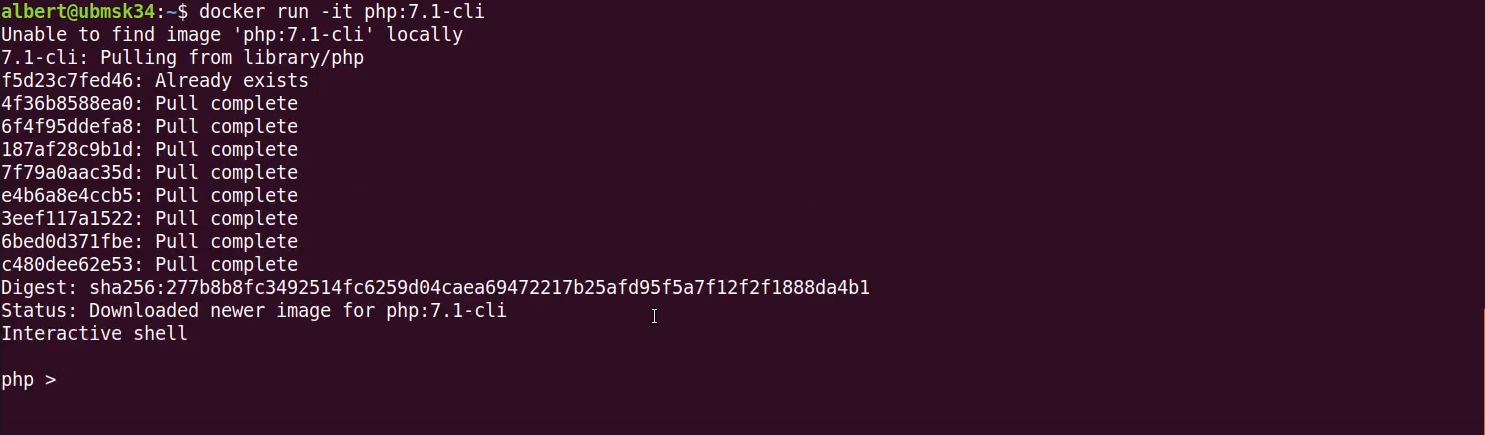 albert@ubmsk34:~$ docker run -it php:7.1-cli
Unable to find image 'php:7.1-cli' locally
7.1-cli: Pulling from library/php
f5d23c7fed46: Already exists
4f36b8588ea0: Pull complete
6f4f95ddefa8: Pull complete
187af28c9b1d: Pull complete
7f79a0aac35d: Pull complete
e4b6a8e4ccb5: Pull complete
3eef117a1522: Pull complete
6bed0d371fbe: Pull complete
c480dee62e53: Pull complete
Digest: sha256:277b8b8fc3492514fc6259d04caea69472217b25afd95f5a7f12f2f1888da4b1
Status: Downloaded newer image for php:7.1-cli
Interactive shell
php >